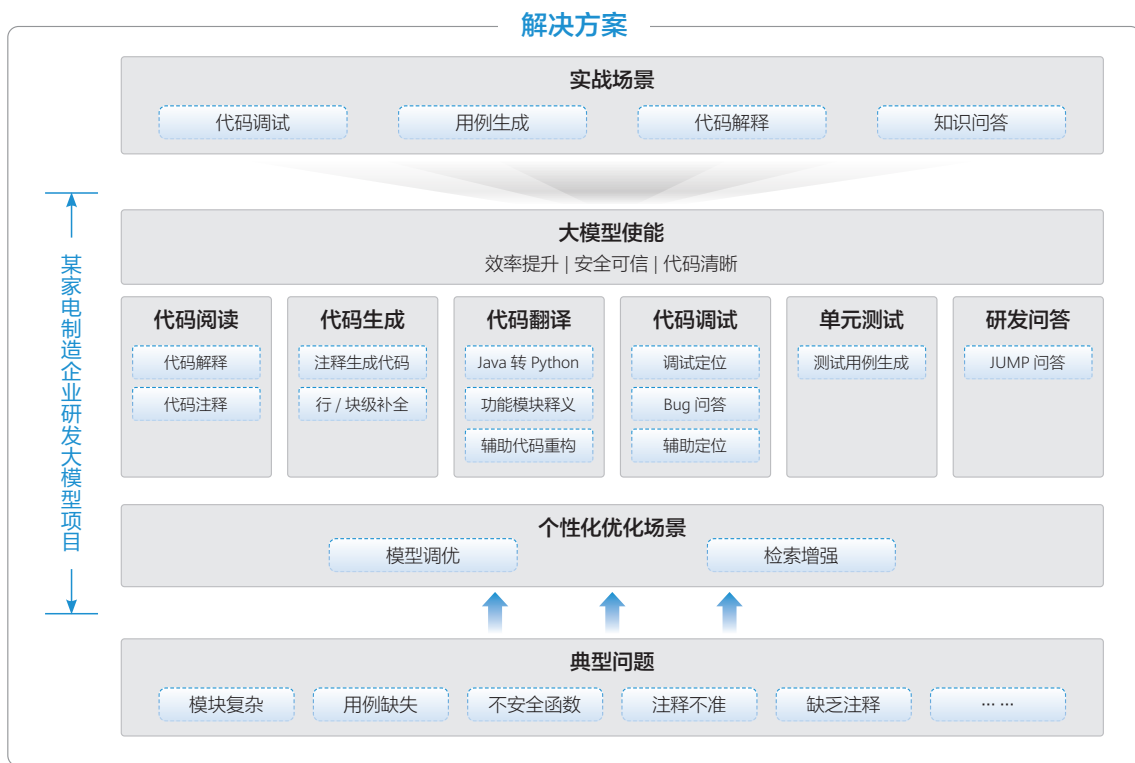 解决方案
实战场景
代码调试
用例生成
代码解释
知识问答
某家电制造企业研发大模型项目
大模型使能
效率提升 | 安全可信 | 代码清晰
代码阅读
代码解释
代码注释
代码生成
注释生成代码
行 / 块级补全
代码翻译
Java 转 Python
功能模块释义
辅助代码重构
代码调试
调试定位
Bug 问答
辅助定位
单元测试
测试用例生成
研发问答
JUMP 问答
个性化优化场景
模型调优
检索增强
典型问题
模块复杂
用例缺失
不安全函数
注释不准
缺乏注释
… …